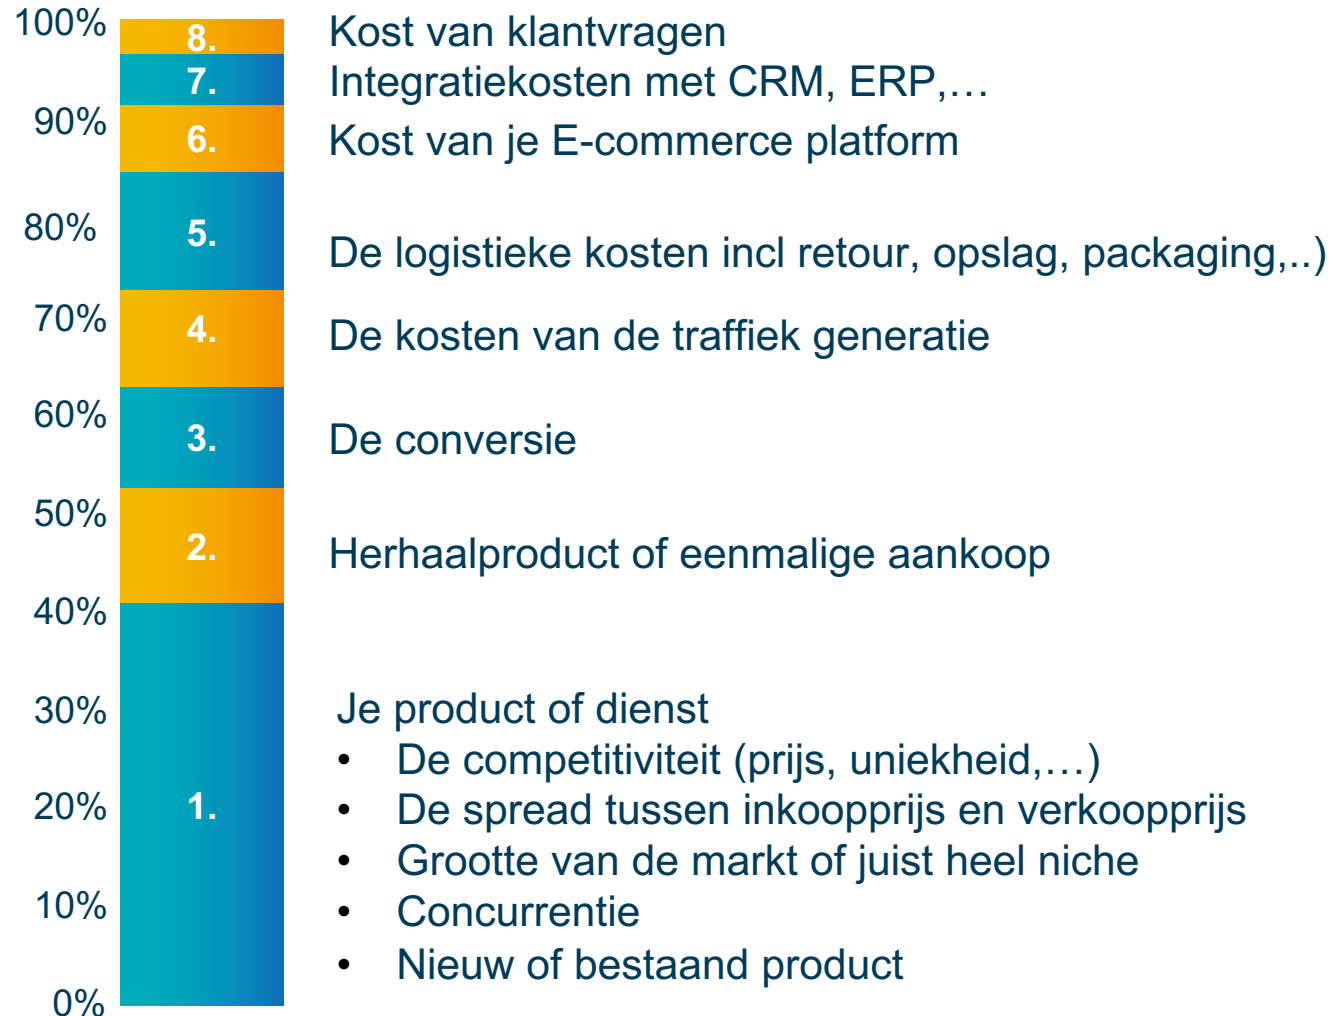 100%
8.
Kost van klantvragen
7.
Integratiekosten met CRM, ERP,…
90%
6.
Kost van je E-commerce platform
80%
5.
De logistieke kosten incl retour, opslag, packaging,..)
70%
4.
De kosten van de traffiek generatie
60%
3.
De conversie
50%
2.
Herhaalproduct of eenmalige aankoop
40%
30%
Je product of dienst
• De competitiviteit (prijs, uniekheid,…)
20%
1.
• De spread tussen inkoopprijs en verkoopprijs
• Grootte van de markt of juist heel niche
10%
• Concurrentie
• Nieuw of bestaand product
0%